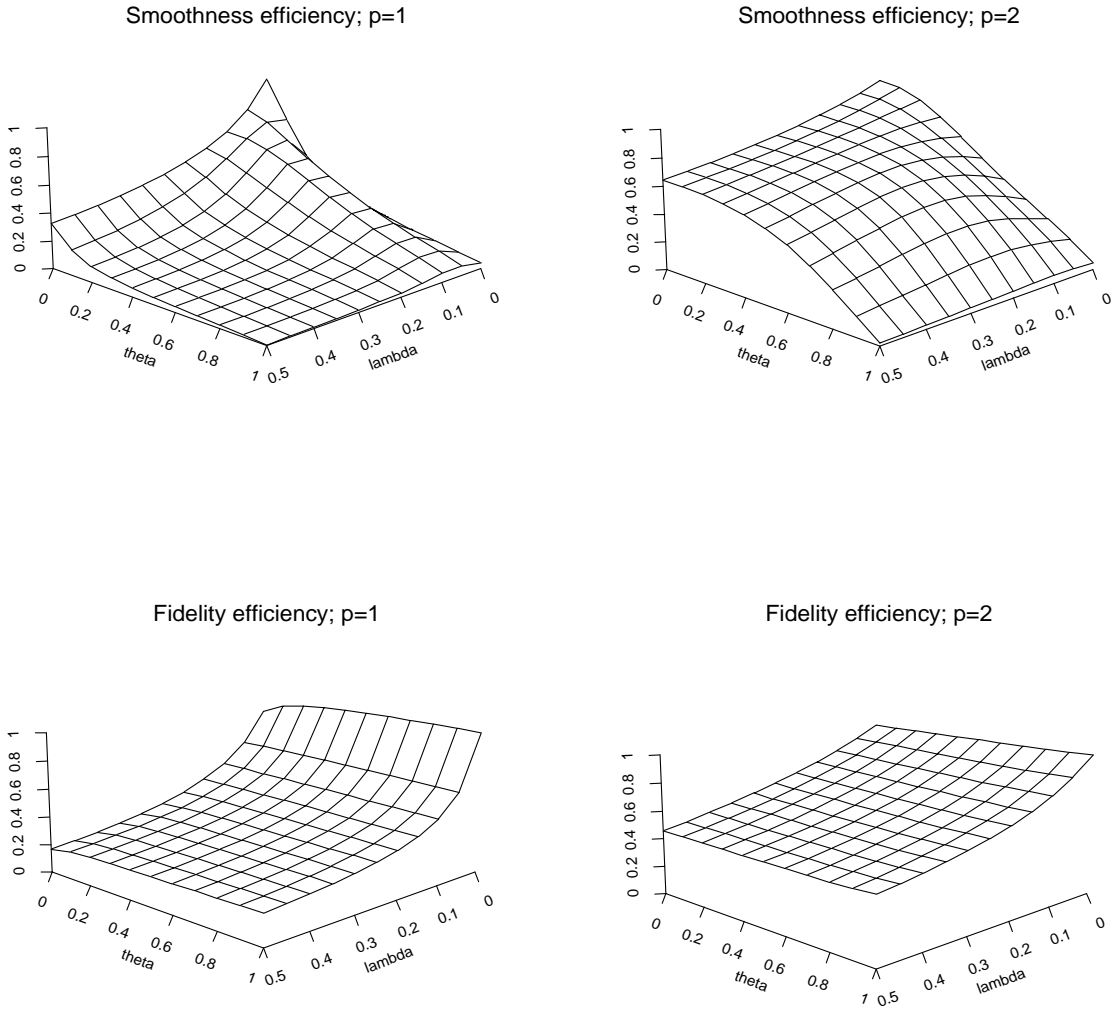 Smoothness efficiency; p=1
0 0.2 0.4 0.6 0.8 1
0 0.2 0.4 0.6 0.8 1
theta
0.5 0.4 0.3 0.2 0.1 0
lambda
Smoothness efficiency; p=2
0 0.2 0.4 0.6 0.8 1
0 0.2 0.4 0.6 0.8 1
theta
0.5 0.4 0.3 0.2 0.1 0
lambda
Fidelity efficiency; p=1
0 0.2 0.4 0.6 0.8 1
0 0.2 0.4 0.6 0.8 1
theta
0.5 0.4 0.3 0.2 0.1 0
lambda
Fidelity efficiency; p=2
0 0.2 0.4 0.6 0.8 1
0 0.2 0.4 0.6 0.8 1
theta
0.5 0.4 0.3 0.2 0.1 0
lambda